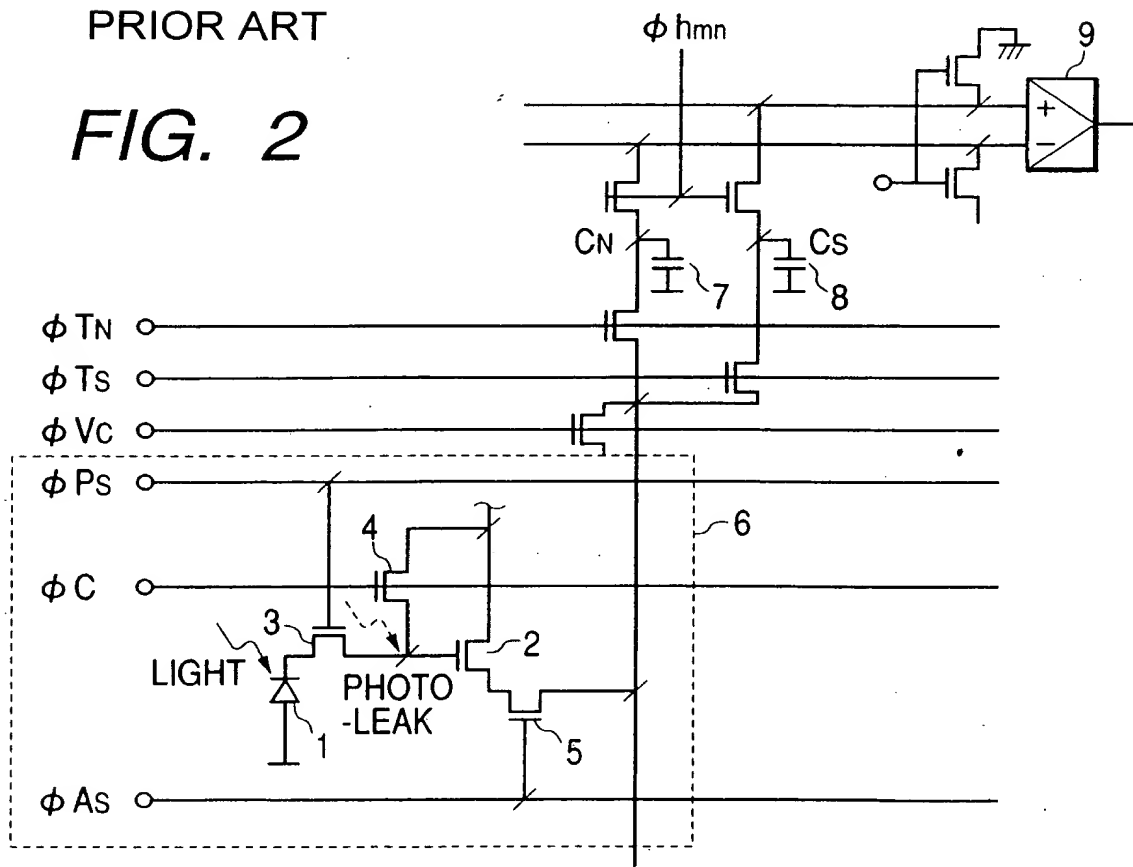 PRIOR ART
FIG. 2
ϕ hmn
9
+
−
CN
CS
7
8
ϕ TN
ϕ TS
ϕ VC
ϕ PS
6
4
ϕ C
3
2
LIGHT
PHOTO
-LEAK
1
5
ϕ AS